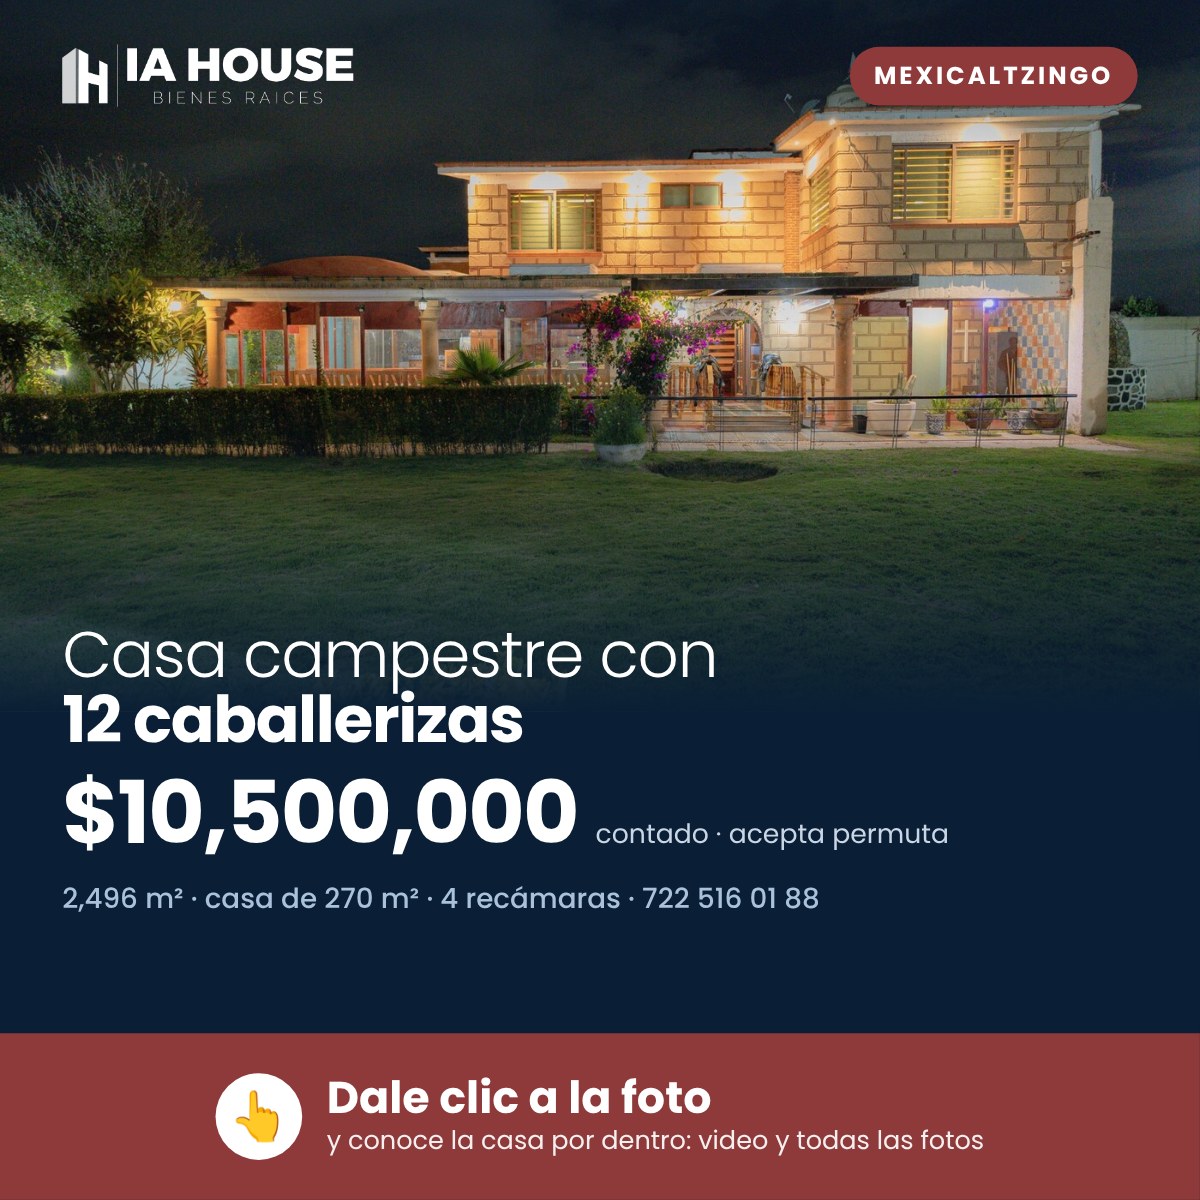 IA HOUSE
BIENES RAICES
MEXICALTZINGO
Casa campestre con
12 caballerizas
$10,500,000 contado · acepta permuta
2,496 m² · casa de 270 m² · 4 recámaras · 722 516 01 88
Dale clic a la foto
y conoce la casa por dentro: video y todas las fotos